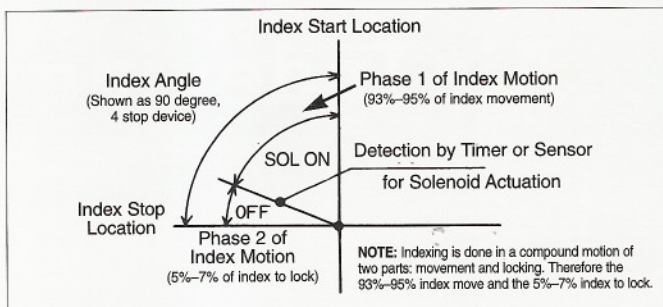 Index Start Location
Index Angle
(Shown as 90 degree,
4 stop device)
Phase 1 of Index Motion
(93%–95% of index movement)
SOL ON
Detection by Timer or Sensor
for Solenoid Actuation
Index Stop
Location
OFF
Phase 2 of
Index Motion
(5%–7% of index to lock)
NOTE: Indexing is done in a compound motion of
two parts: movement and locking. Therefore the
93%–95% index move and the 5%–7% index to lock.